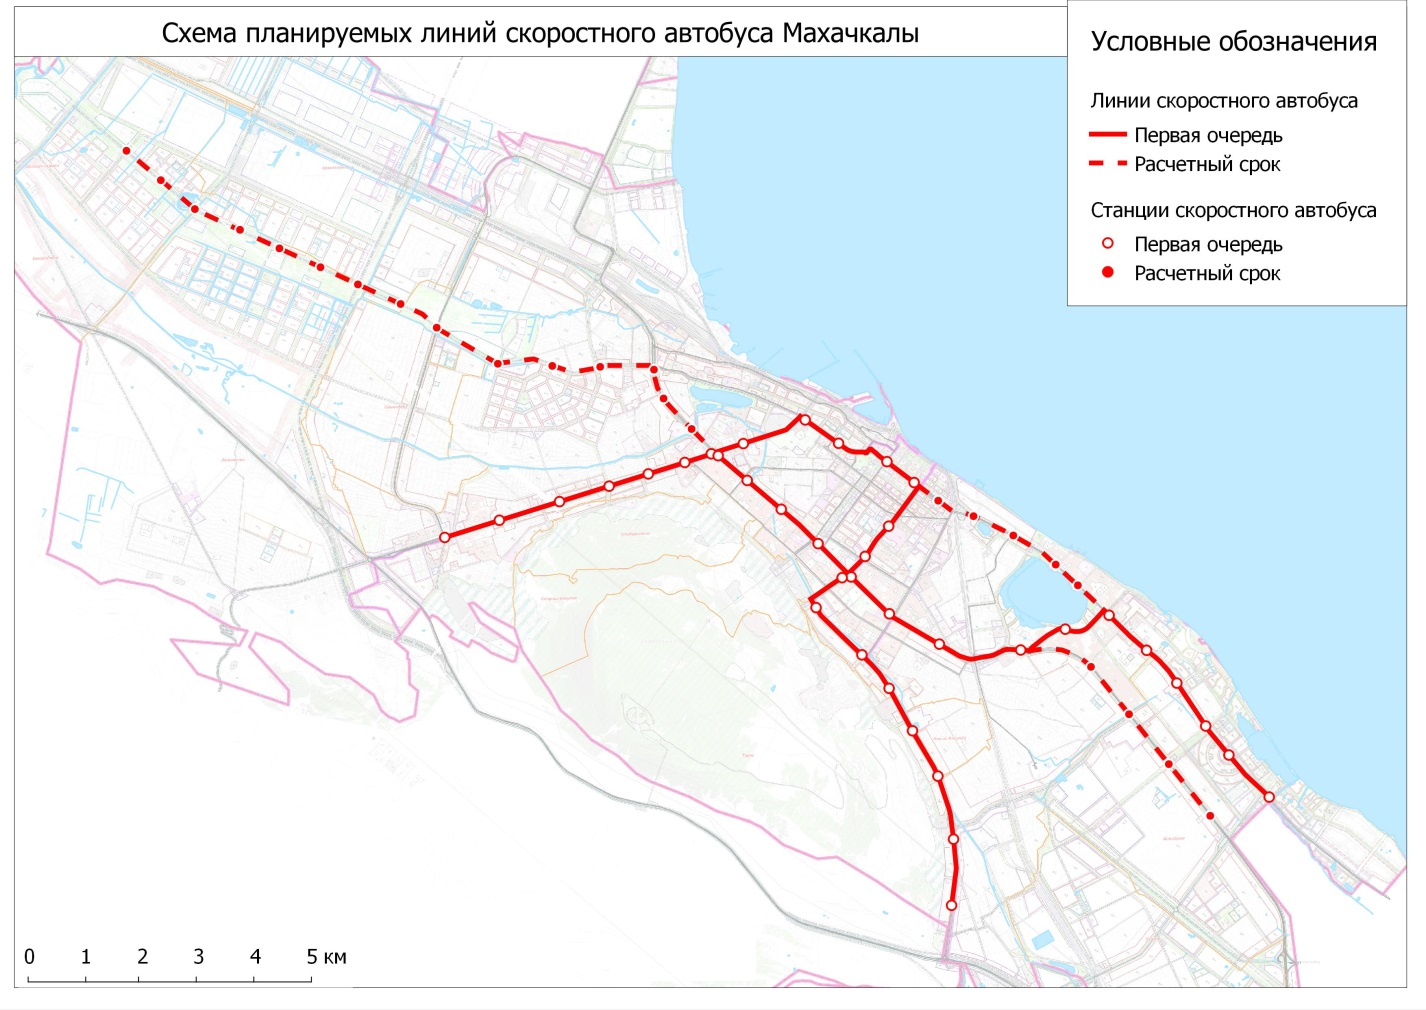 Схема планируемых линий скоростного автобуса Махачкалы
Условные обозначения
Линии скоростного автобуса
Первая очередь
Расчетный срок
Станции скоростного автобуса
Первая очередь
Расчетный срок
0 1 2 3 4 5 км